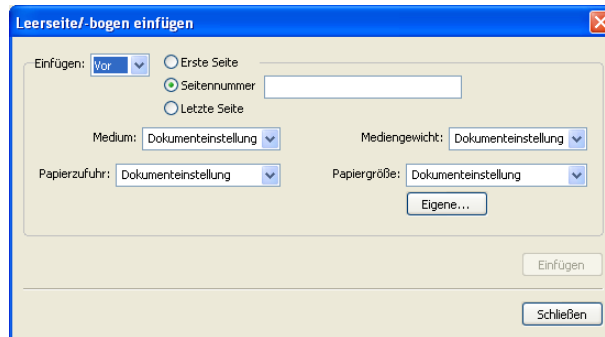 Leerseite/-bogen einfügen
Einfügen: Vor
Erste Seite
Seitennummer
Letzte Seite
Medium: Dokumenteinstellung Mediengewicht: Dokumenteinstellung
Papierzufuhr: Dokumenteinstellung Papiergröße: Dokumenteinstellung
Eigene...
Einfügen
Schließen